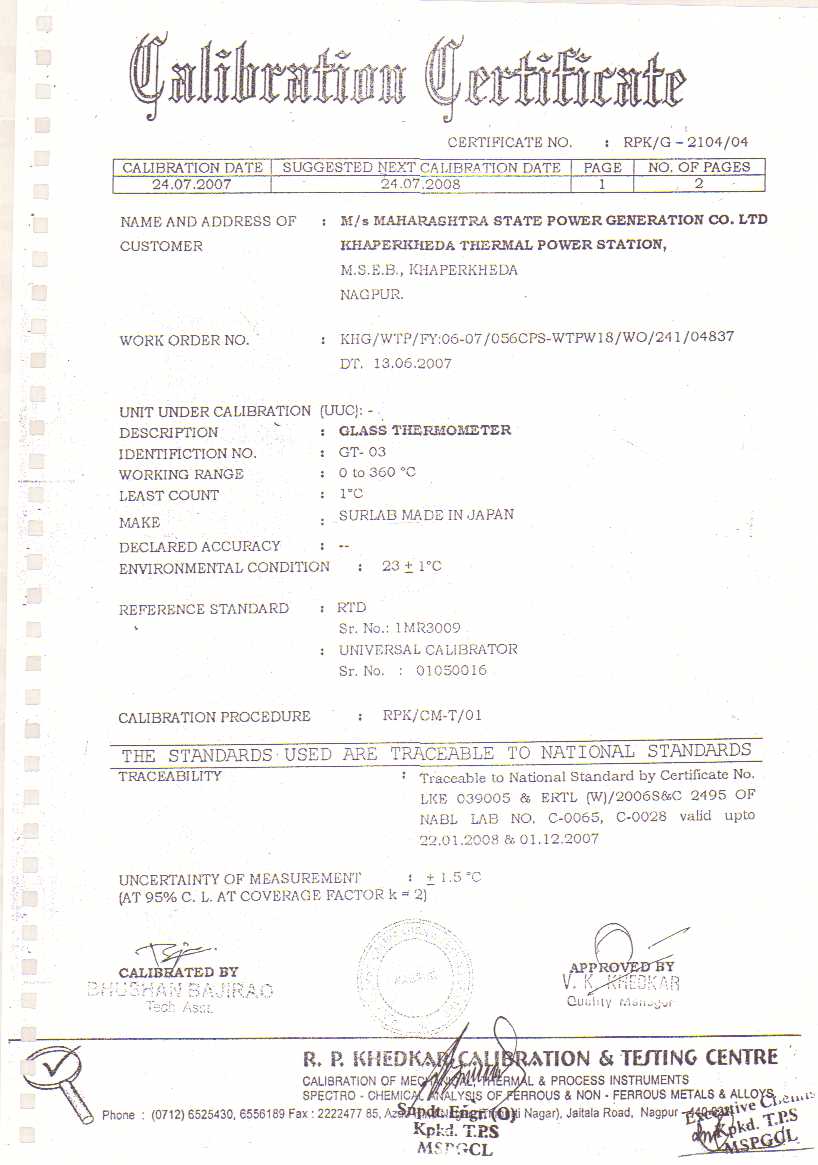 Calibration Certificate
CERTIFICATE NO. : RPK/G - 2104/04
CALIBRATION DATE SUGGESTED NEXT CALIBRATION DATE PAGE NO. OF PAGES
24.07.2007 24.07.2008 1 2
NAME AND ADDRESS OF : M/s MAHARASHTRA STATE POWER GENERATION CO. LTD
CUSTOMER KHAPERKHEDA THERMAL POWER STATION,
M.S.E.B., KHAPERKHEDA
NAGPUR.
WORK ORDER NO. : KHG/WTP/FY:06-07/056CPS-WTPW18/WO/241/04837
DT. 13.06.2007
UNIT UNDER CALIBRATION (UUC): -
DESCRIPTION : GLASS THERMOMETER
IDENTIFICTION NO. : GT- 03
WORKING RANGE : 0 to 360 °C
LEAST COUNT : 1°C
MAKE : SURLAB MADE IN JAPAN
DECLARED ACCURACY : --
ENVIRONMENTAL CONDITION : 23 ± 1°C
REFERENCE STANDARD : RTD
Sr. No.: 1MR3009
: UNIVERSAL CALIBRATOR
Sr. No. : 01050016
CALIBRATION PROCEDURE : RPK/CM-T/01
THE STANDARDS USED ARE TRACEABLE TO NATIONAL STANDARDS
TRACEABILITY : Traceable to National Standard by Certificate No.
LKE 039005 & ERTL (W)/2006S&C 2495 OF
NABL LAB NO. C-0065, C-0028 valid upto
22.01.2008 & 01.12.2007
UNCERTAINTY OF MEASUREMENT : ± 1.5 °C
(AT 95% C. L. AT COVERAGE FACTOR k = 2)
CALIBRATED BY
BHUSHAN BAJIRAO
Tech Asst.
APPROVED BY
V. K. KHEDKAR
Quality Manager
R. P. KHEDKAR CALIBRATION & TESTING CENTRE
CALIBRATION OF MECHANICAL, THERMAL & PROCESS INSTRUMENTS
SPECTRO - CHEMICAL ANALYSIS OF FERROUS & NON - FERROUS METALS & ALLOYS
Phone : (0712) 6525430, 6556189 Fax : 2222477 85, Nagar), Jaitala Road, Nagpur
Supdt. Engr. (O)
Kpkd. T.P.S
MSPGCL
Executive Chemist
Kpkd. T.P.S
MSPGCL